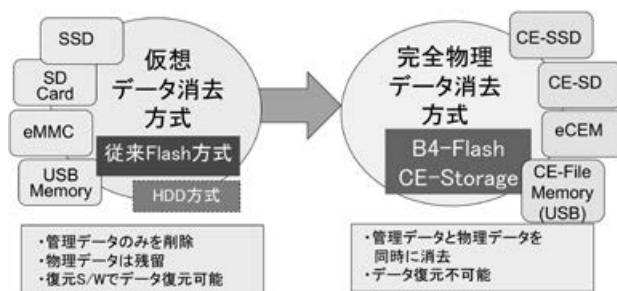 SSD
SD
Card
eMMC
USB
Memory
仮想
データ消去
方式
従来Flash方式
HDD方式
・管理データのみを削除
・物理データは残留
・復元S/Wでデータ復元可能
完全物理
データ消去
方式
B4-Flash
CE-Storage
CE-SSD
CE-SD
eCEM
CE-File
Memory
(USB)
・管理データと物理データを
同時に消去
・データ復元不可能